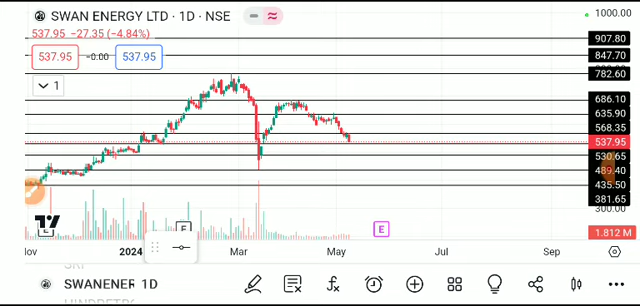 SWAN ENERGY LTD · 1D · NSE
537.95 −27.35 (−4.84%)
537.95 −0.00 537.95
1
1000.00
907.80
847.70
782.60
686.10
635.90
568.35
537.95
530.65
489.40
435.50
381.65
300.00
1.812 M
E
E
E
2024 Mar May Jul Sep
SWANENER 1D